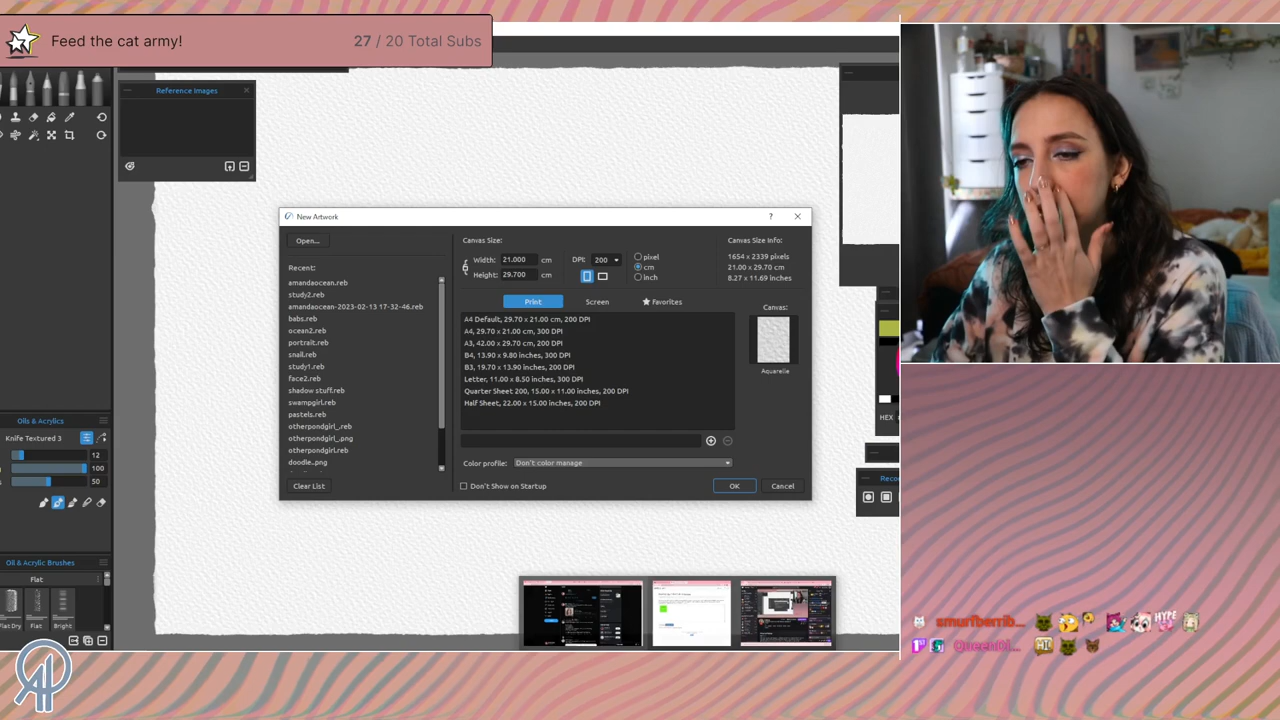 Feed the cat army!
27 / 20 Total Subs
Reference Images
New Artwork
?
Open...
Recent:
amandaocean.reb
study2.reb
amandaocean-2023-02-13 17-32-46.reb
babs.reb
ocean2.reb
portrait.reb
snail.reb
study1.reb
face2.reb
shadow stuff.reb
swampgirl.reb
pastels.reb
otherpondgirl_.reb
otherpondgirl_.png
otherpondgirl.reb
doodle.png
Clear List
Canvas Size:
Width: 21.000 cm
Height: 29.700 cm
DPI: 200
pixel
cm
inch
Canvas Size Info:
1654 x 2339 pixels
21.00 x 29.70 cm
8.27 x 11.69 inches
Print
Screen
Favorites
A4 Default, 29.70 x 21.00 cm, 200 DPI
A4, 29.70 x 21.00 cm, 300 DPI
A3, 42.00 x 29.70 cm, 200 DPI
B4, 13.90 x 9.80 inches, 300 DPI
B3, 19.70 x 13.90 inches, 200 DPI
Letter, 11.00 x 8.50 inches, 300 DPI
Quarter Sheet 200, 15.00 x 11.00 inches, 200 DPI
Half Sheet, 22.00 x 15.00 inches, 200 DPI
Canvas:
Aquarelle
Color profile: Don't color manage
Don't Show on Startup
OK
Cancel
Oils & Acrylics
Knife Textured 3
12
100
50
Oil & Acrylic Brushes
Flat
Flat Dry
Flat
Bright
HEX
Reco
smurfberrib...
HYPE
1st